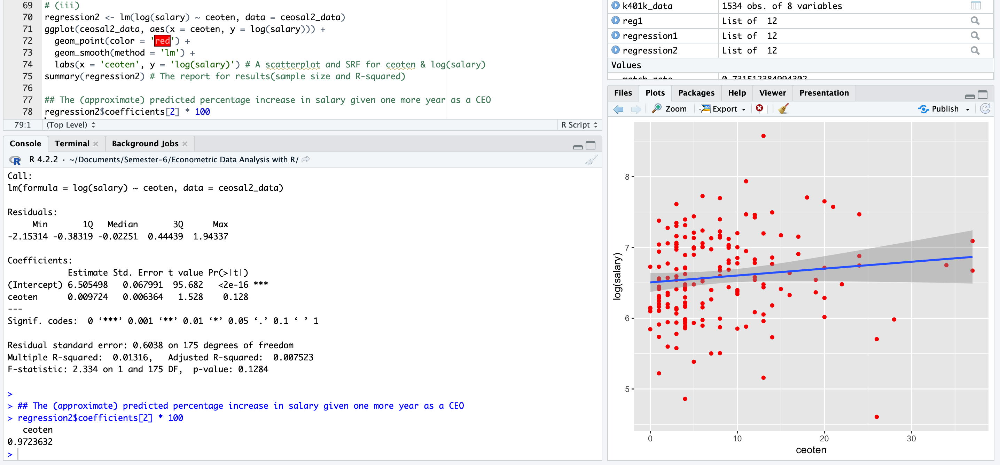 69 # (iii)
70 regression2 <- lm(log(salary) ~ ceoten, data = ceosal2_data)
71 ggplot(ceosal2_data, aes(x = ceoten, y = log(salary))) +
72 geom_point(color = 'red') +
73 geom_smooth(method = 'lm') +
74 labs(x = 'ceoten', y = 'log(salary)') # A scatterplot and SRF for ceoten & log(salary)
75 summary(regression2) # The report for results(sample size and R-squared)
76
77 ## The (approximate) predicted percentage increase in salary given one more year as a CEO
78 regression2$coefficients[2] * 100
79:1 (Top Level) R Script
Console Terminal Background Jobs
R 4.2.2 · ~/Documents/Semester-6/Econometric Data Analysis with R/
Call:
lm(formula = log(salary) ~ ceoten, data = ceosal2_data)
Residuals:
Min 1Q Median 3Q Max
-2.15314 -0.38319 -0.02251 0.44439 1.94337
Coefficients:
Estimate Std. Error t value Pr(>|t|)
(Intercept) 6.505498 0.067991 95.682 <2e-16 ***
ceoten 0.009724 0.006364 1.528 0.128
---
Signif. codes: 0 ‘***’ 0.001 ‘**’ 0.01 ‘*’ 0.05 ‘.’ 0.1 ‘ ’ 1
Residual standard error: 0.6038 on 175 degrees of freedom
Multiple R-squared: 0.01316, Adjusted R-squared: 0.007523
F-statistic: 2.334 on 1 and 175 DF, p-value: 0.1284
>
> ## The (approximate) predicted percentage increase in salary given one more year as a CEO
> regression2$coefficients[2] * 100
ceoten
0.9723632
>
k401k_data 1534 obs. of 8 variables
reg1 List of 12
regression1 List of 12
regression2 List of 12
Values
match_rate 0.731512384994302
Files Plots Packages Help Viewer Presentation
Zoom Export Publish
8
7
6
5
log(salary)
0 10 20 30
ceoten